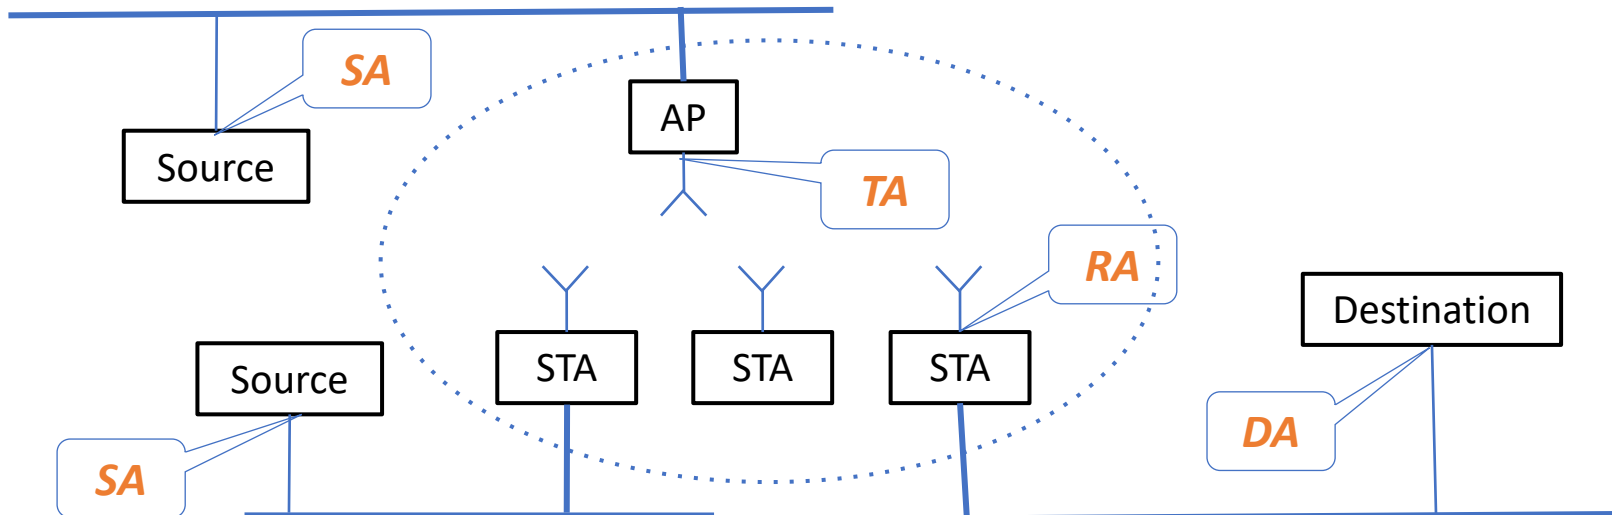 SA
AP
Source
TA
RA
Destination
STA
STA
STA
Source
DA
SA